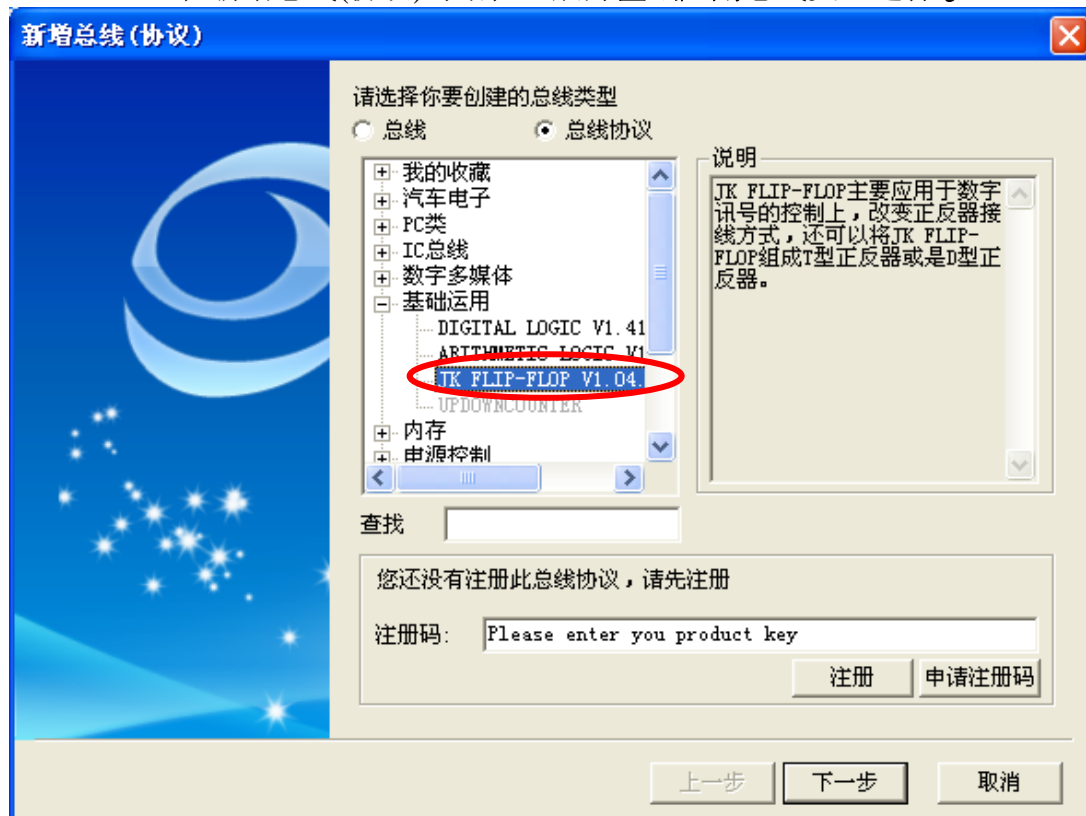 新增总线(协议)
请选择你要创建的总线类型
总线
总线协议
我的收藏
汽车电子
PC类
IC总线
数字多媒体
基础运用
DIGITAL LOGIC V1.41
ARITHMETIC LOGIC V1
JK FLIP-FLOP V1.04.
UPDOWNCOUNTER
内存
电源控制
说明
JK FLIP-FLOP主要应用于数字
讯号的控制上，改变正反器接
线方式，还可以将JK FLIP-
FLOP组成T型正反器或是D型正
反器。
查找
您还没有注册此总线协议，请先注册
注册码:
Please enter you product key
注册
申请注册码
上一步
下一步
取消